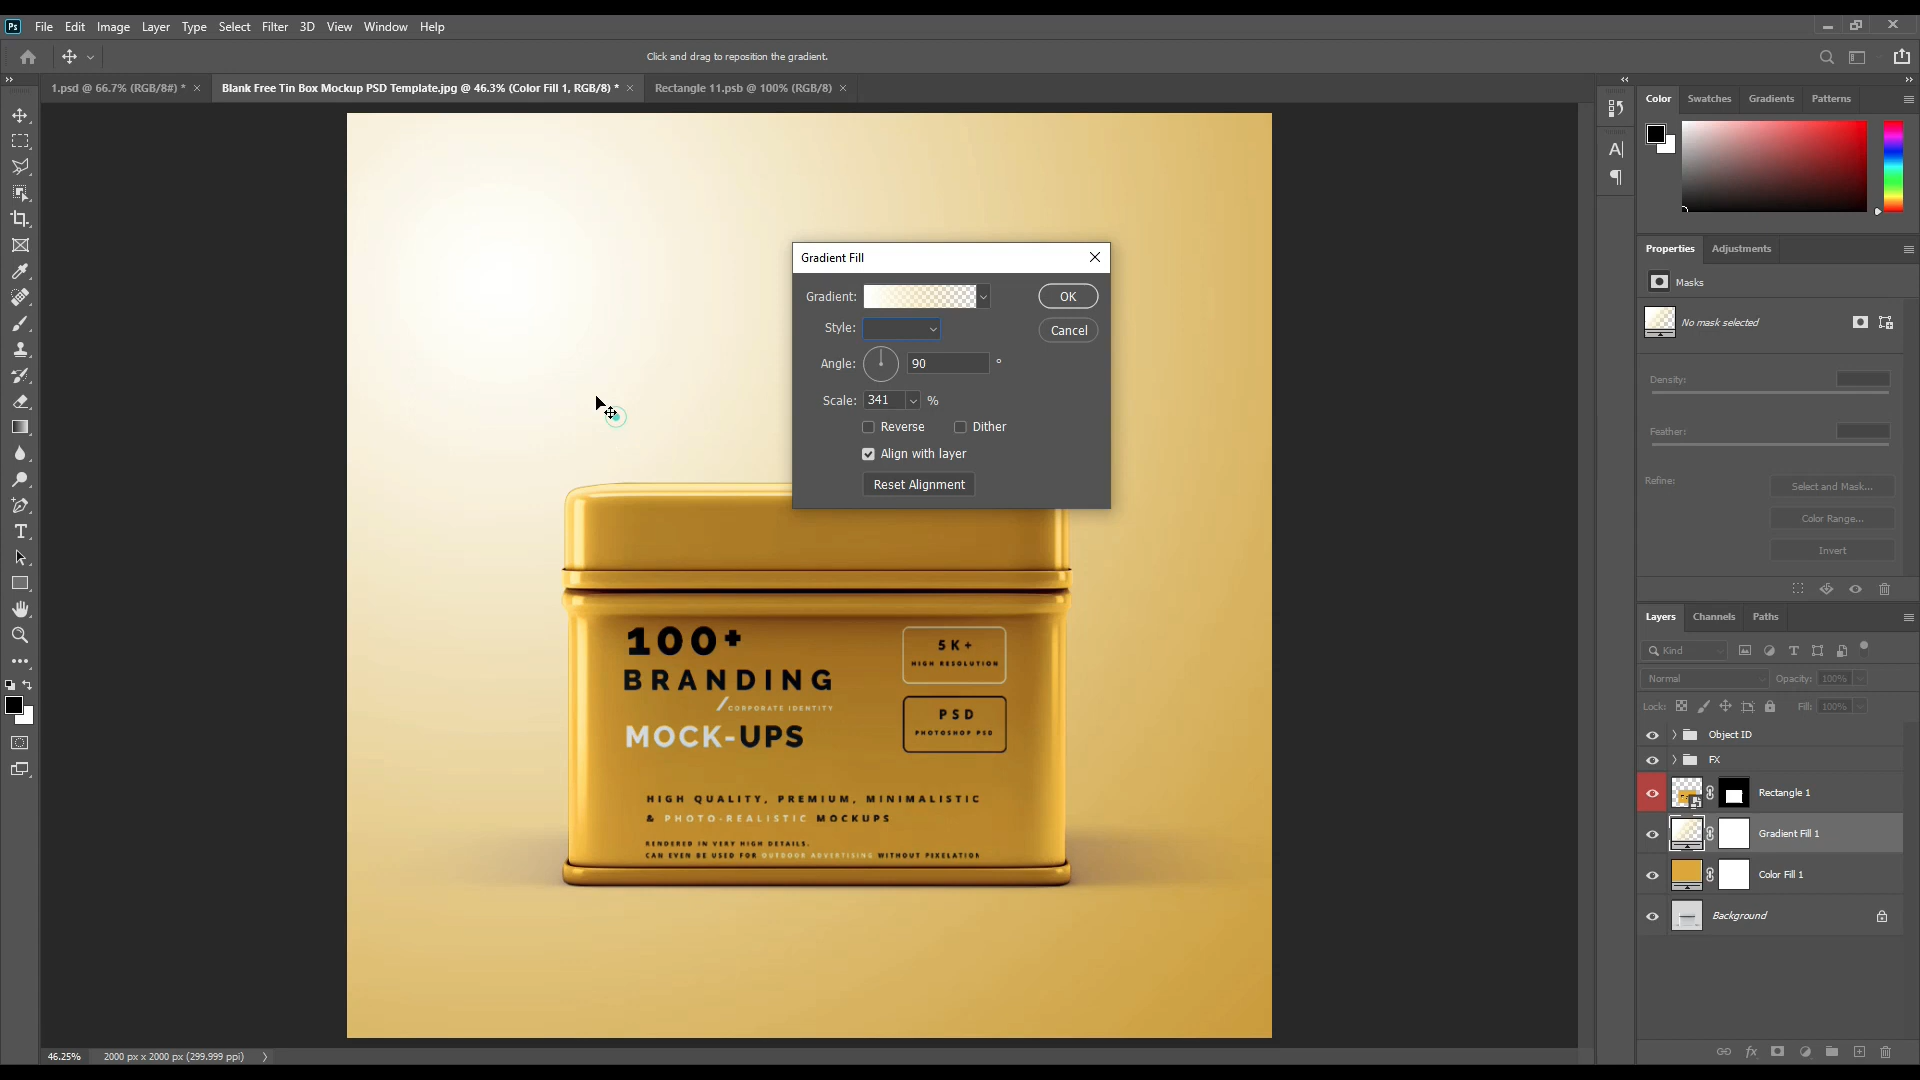 Ps File Edit Image Layer Type Select Filter 3D View Window Help
Click and drag to reposition the gradient.
1.psd @ 66.7% (RGB/8#) * ×
Blank Free Tin Box Mockup PSD Template.jpg @ 46.3% (Color Fill 1, RGB/8) * ×
Rectangle 11.psb @ 100% (RGB/8) ×
Gradient Fill
Gradient:
OK
Style:
Cancel
Angle: 90 °
Scale: 341 %
Reverse Dither
Align with layer
Reset Alignment
100+
BRANDING
/CORPORATE IDENTITY
MOCK-UPS
5K+
HIGH RESOLUTION
PSD
PHOTOSHOP PSD
HIGH QUALITY, PREMIUM, MINIMALISTIC
& PHOTO-REALISTIC MOCKUPS
RENDERED IN VERY HIGH DETAILS.
CAN EVEN BE USED FOR OUTDOOR ADVERTISING WITHOUT PIXELATION
Color Swatches Gradients Patterns
Properties Adjustments
Masks
No mask selected
Density:
Feather:
Refine:
Select and Mask...
Color Range...
Invert
Layers Channels Paths
Kind
Normal Opacity: 100%
Lock: Fill: 100%
Object ID
FX
Rectangle 1
Gradient Fill 1
Color Fill 1
Background
46.25% 2000 px x 2000 px (299.999 ppi)